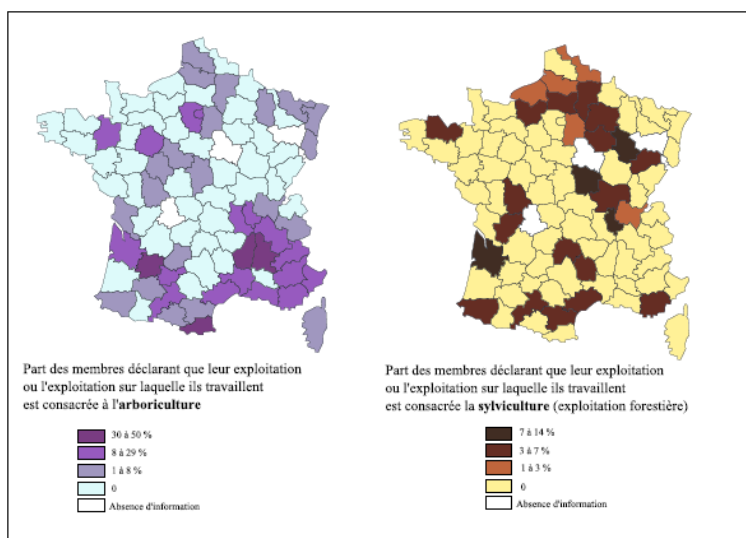 Part des membres déclarant que leur exploitation
ou l'exploitation sur laquelle ils travaillent
est consacrée à l'arboriculture
30 à 50 %
8 à 29 %
1 à 8 %
0
Absence d'information
Part des membres déclarant que leur exploitation
ou l'exploitation sur laquelle ils travaillent
est consacrée la sylviculture (exploitation forestière)
7 à 14 %
3 à 7 %
1 à 3 %
0
Absence d'information